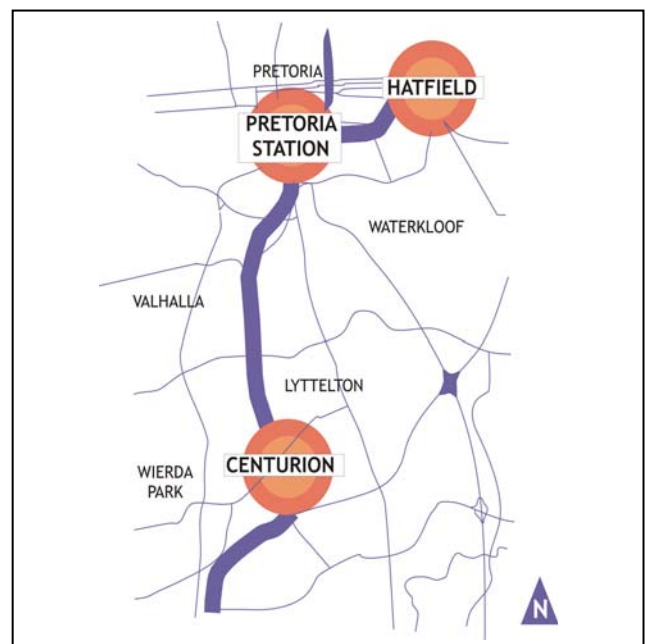 PRETORIA
HATFIELD
PRETORIA
STATION
WATERKLOOF
VALHALLA
LYTTELTON
CENTURION
WIERDA
PARK
N